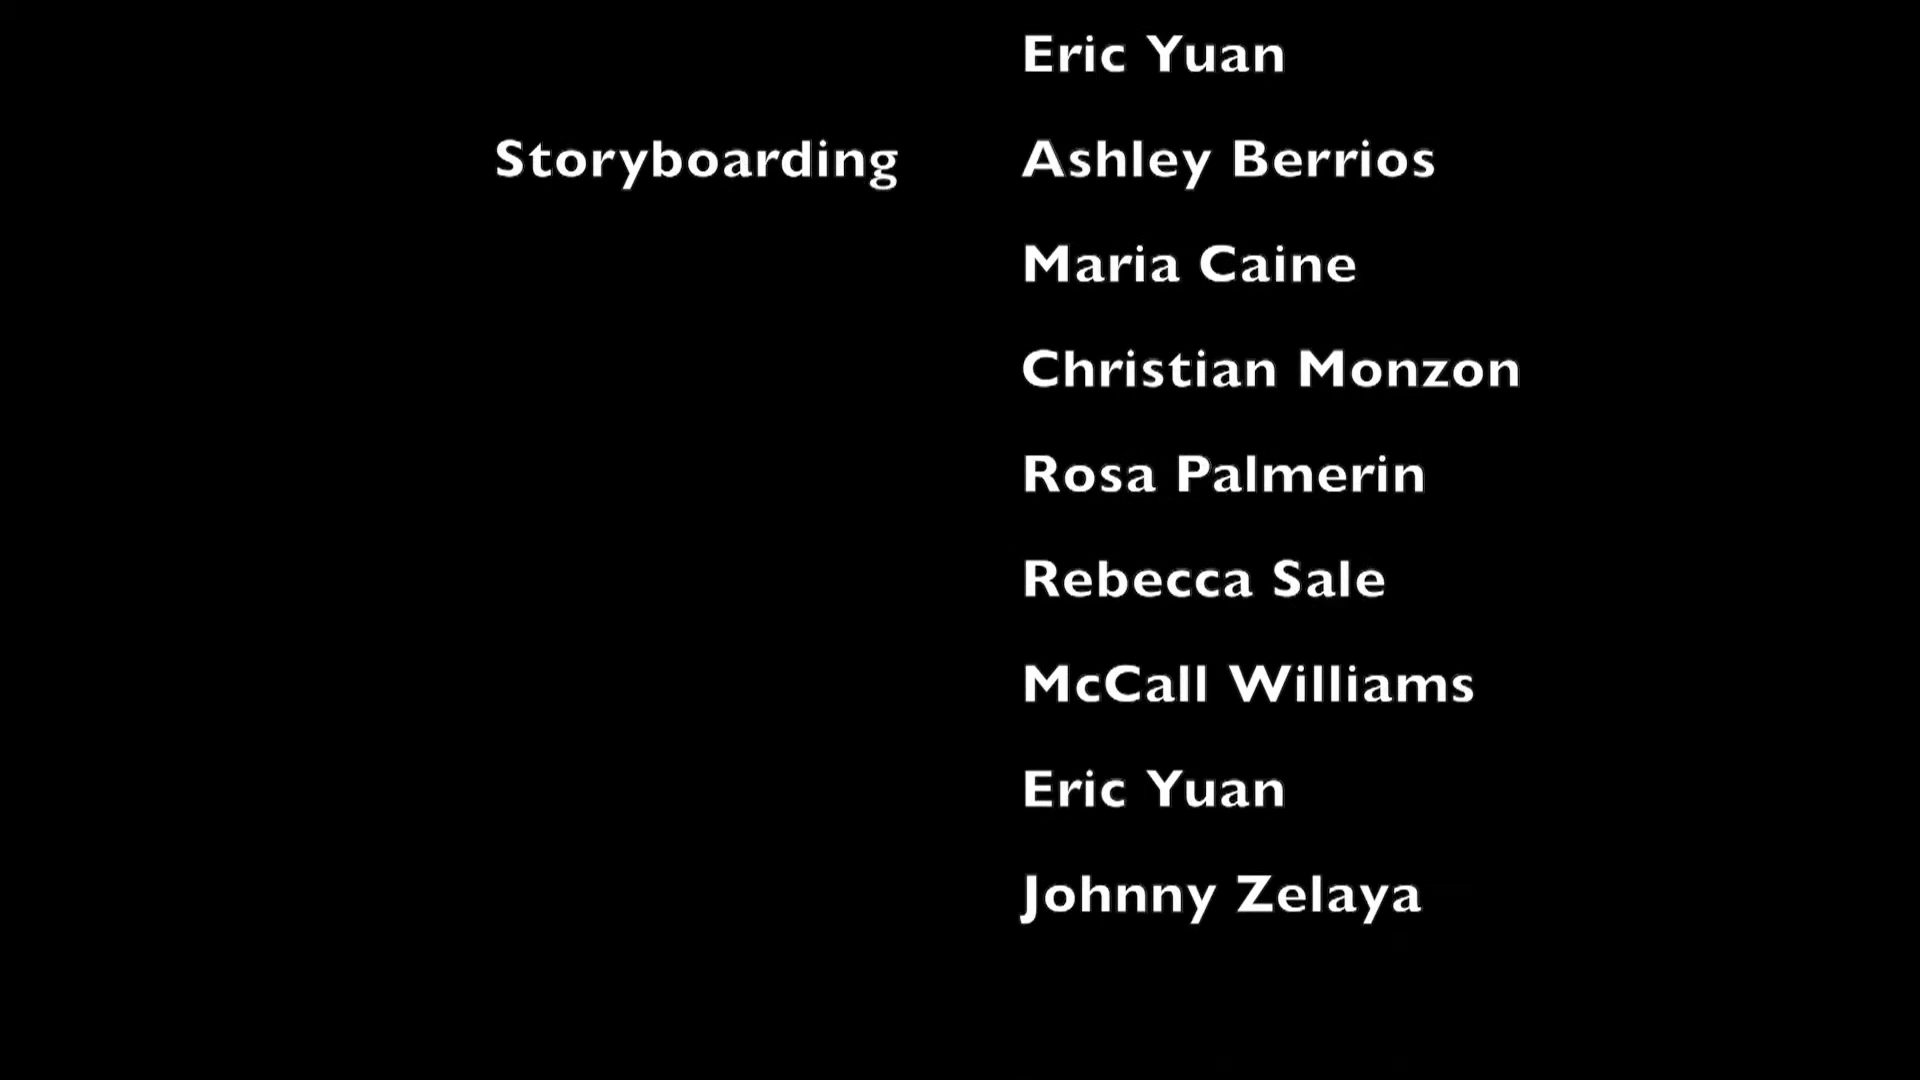 Eric Yuan
Storyboarding Ashley Berrios
Maria Caine
Christian Monzon
Rosa Palmerin
Rebecca Sale
McCall Williams
Eric Yuan
Johnny Zelaya